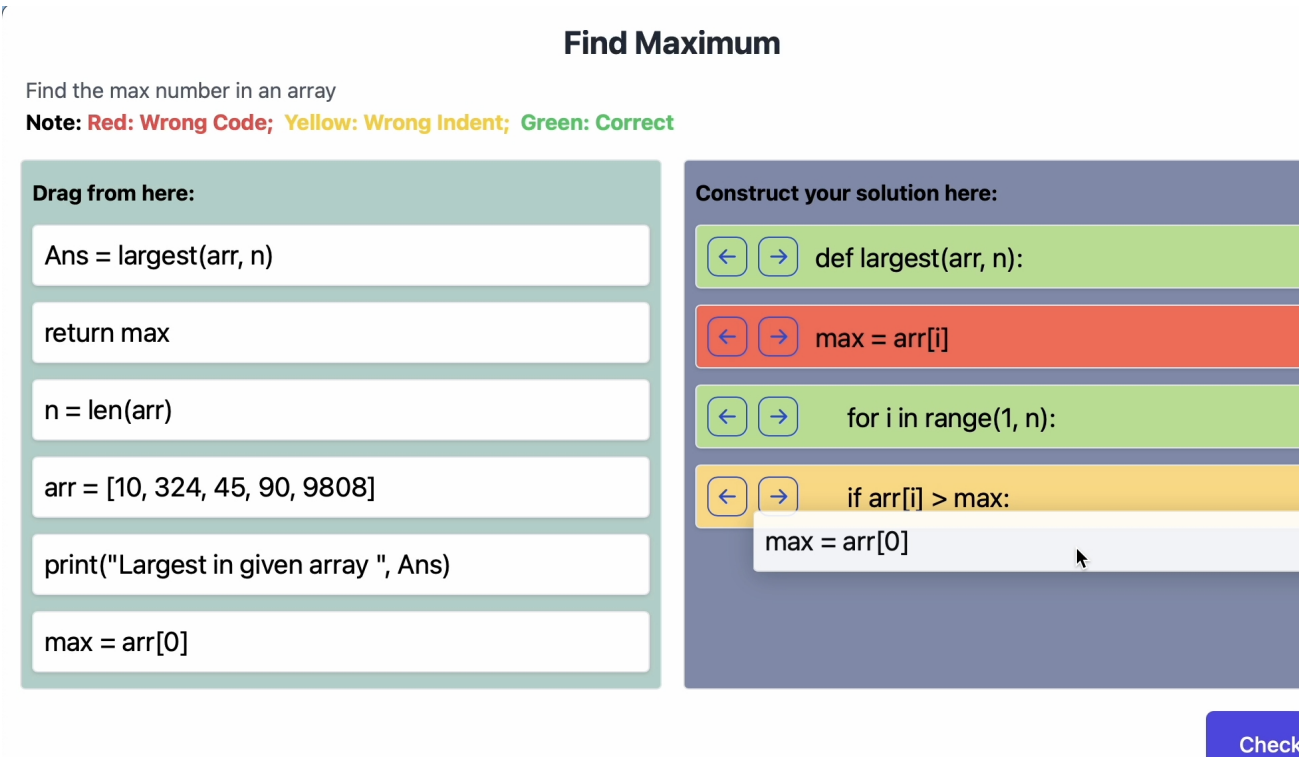 Find Maximum
Find the max number in an array
Note: Red: Wrong Code; Yellow: Wrong Indent; Green: Correct
Drag from here:
Ans = largest(arr, n)
return max
n = len(arr)
arr = [10, 324, 45, 90, 9808]
print("Largest in given array ", Ans)
max = arr[0]
Construct your solution here:
def largest(arr, n):
max = arr[i]
for i in range(1, n):
if arr[i] > max:
max = arr[0]
Check